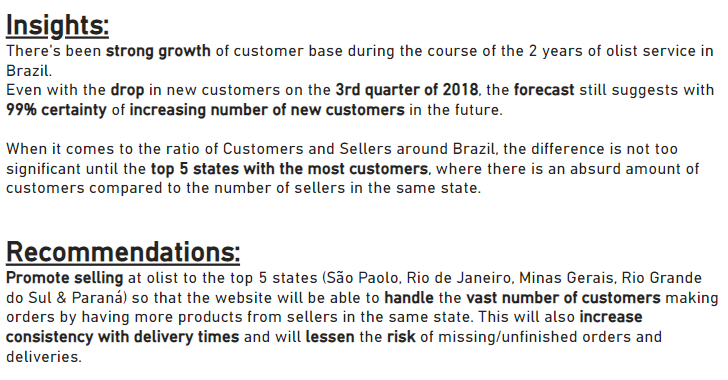 Insights:
There's been strong growth of customer base during the course of the 2 years of olist service in
Brazil.
Even with the drop in new customers on the 3rd quarter of 2018, the forecast still suggests with
99% certainty of increasing number of new customers in the future.
When it comes to the ratio of Customers and Sellers around Brazil, the difference is not too
significant until the top 5 states with the most customers, where there is an absurd amount of
customers compared to the number of sellers in the same state.
Recommendations:
Promote selling at olist to the top 5 states (São Paolo, Rio de Janeiro, Minas Gerais, Rio Grande
do Sul & Paraná) so that the website will be able to handle the vast number of customers making
orders by having more products from sellers in the same state. This will also increase
consistency with delivery times and will lessen the risk of missing/unfinished orders and
deliveries.